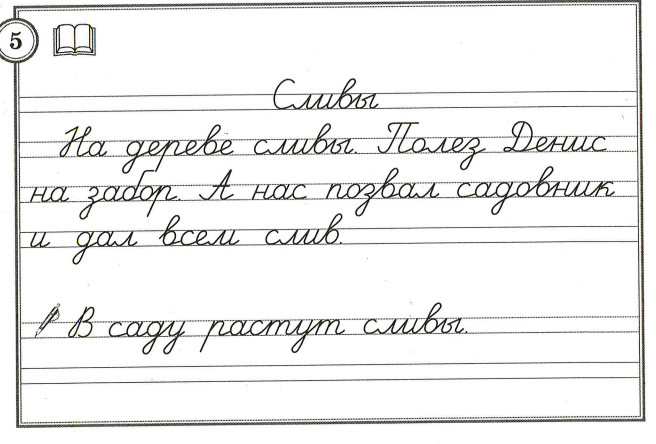 5
Сливы
На дереве сливы. Полез Денис
на забор. А нас позвал садовник
и дал всем слив.
В саду растут сливы.